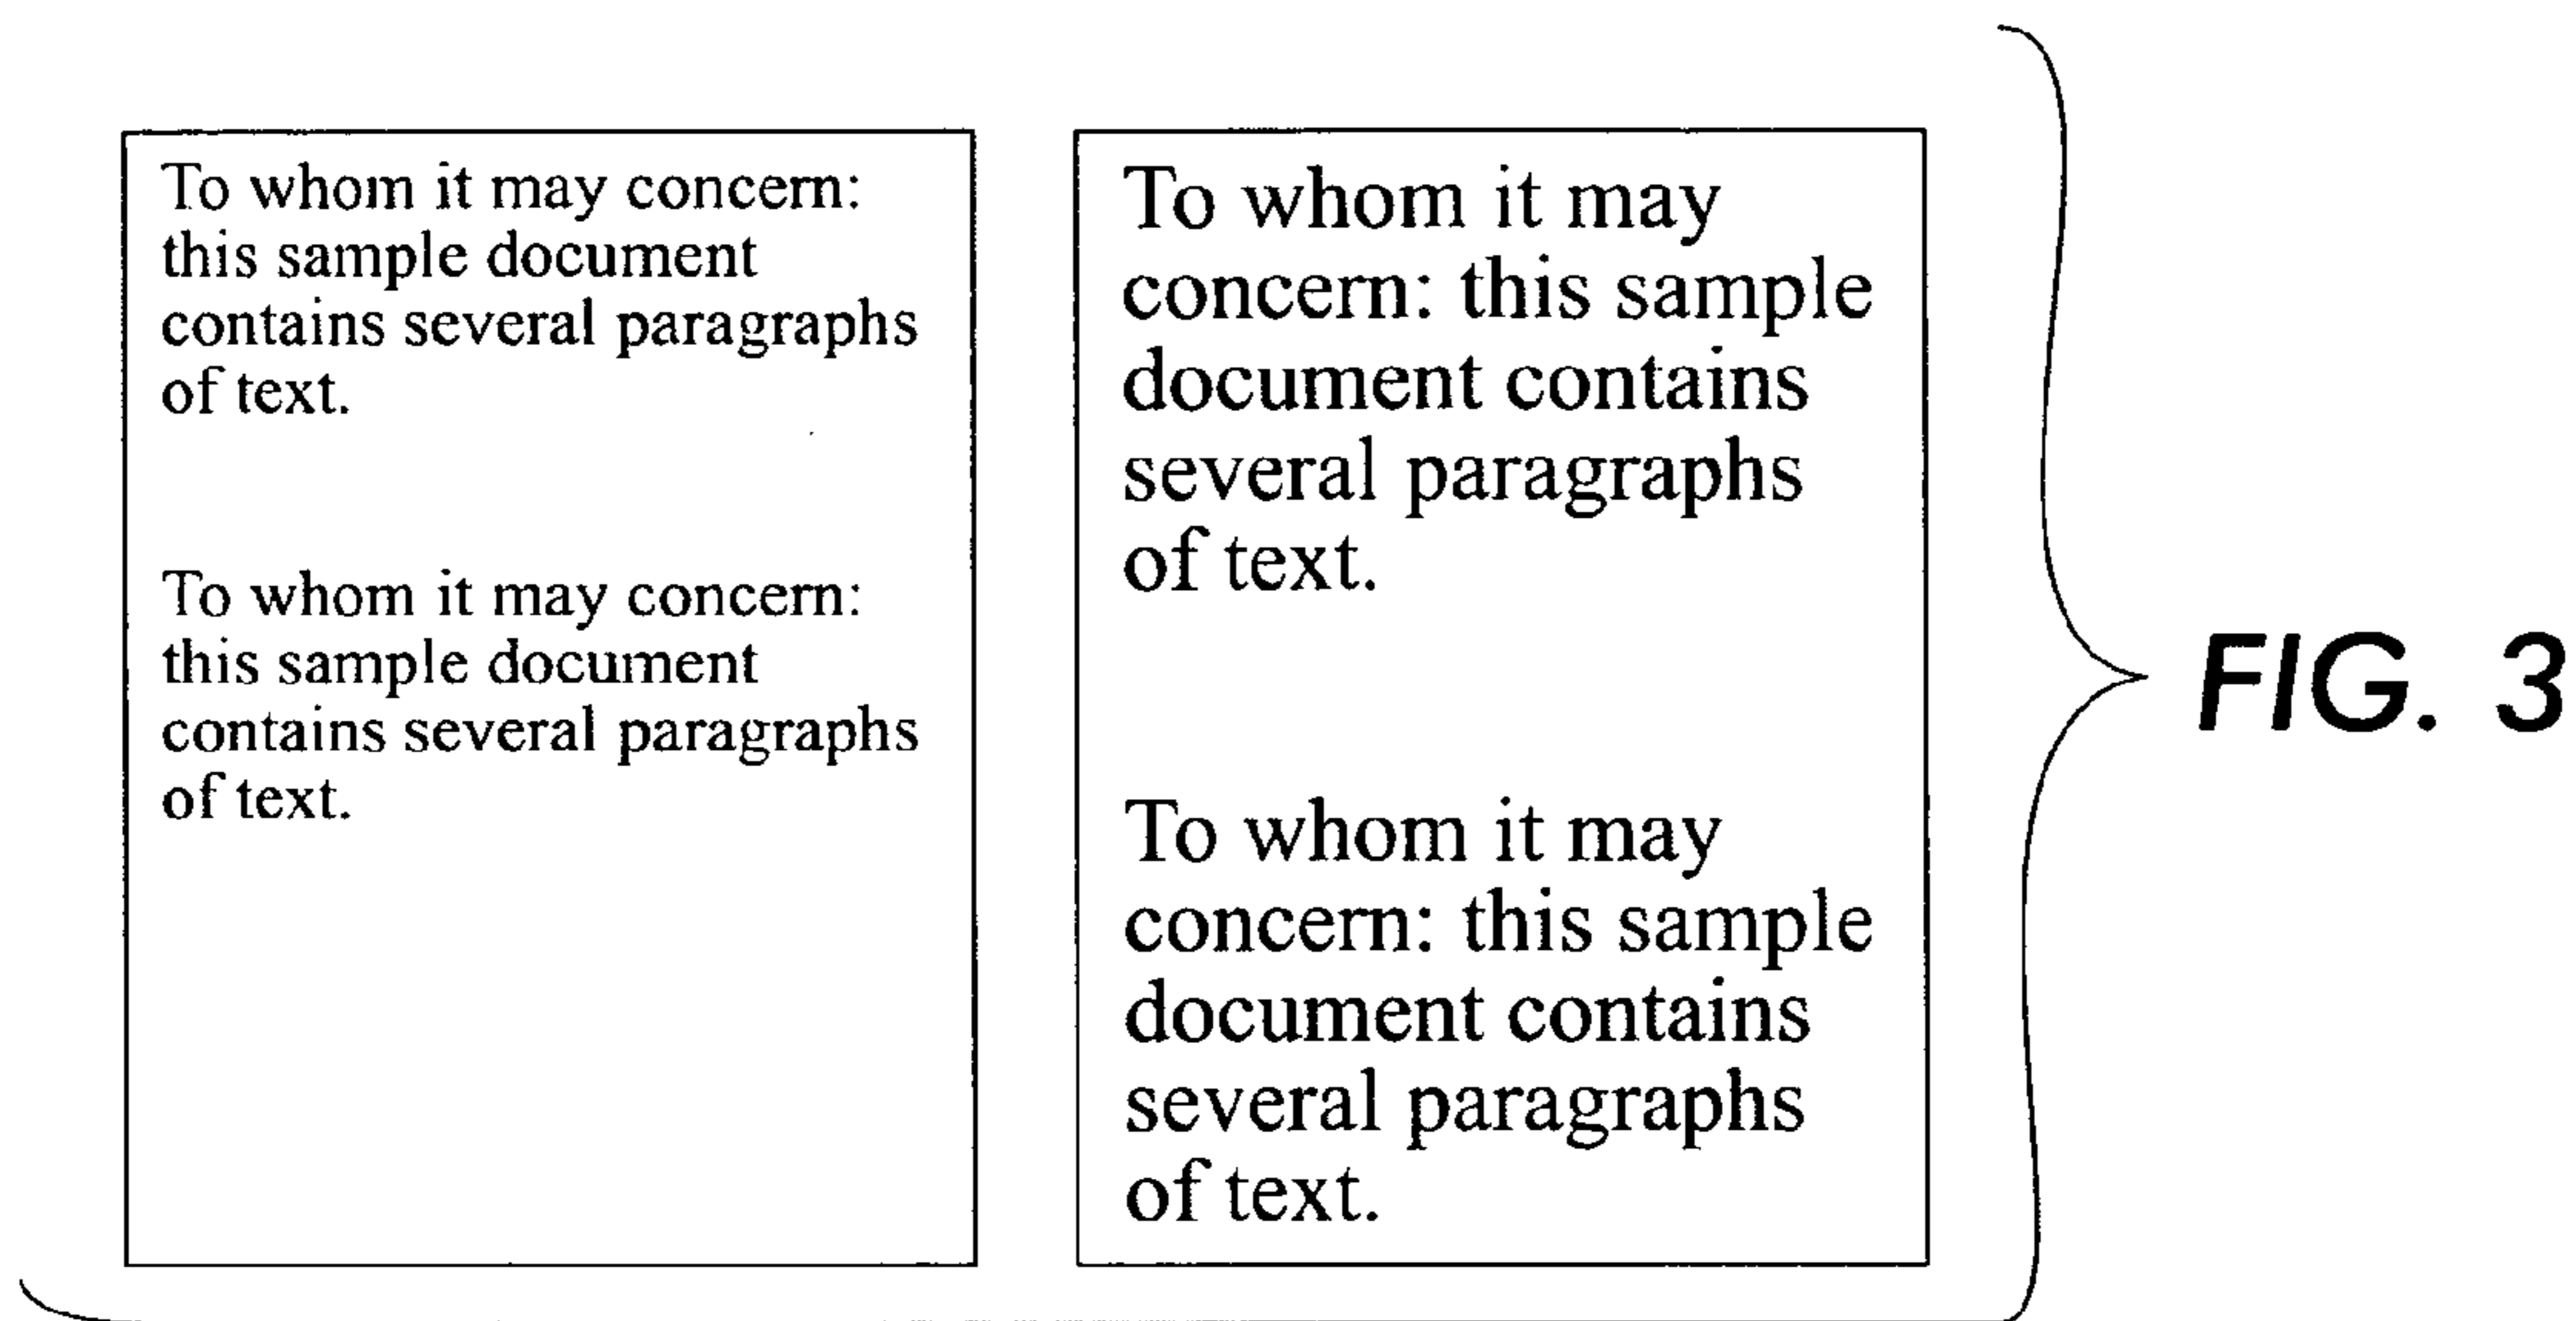 To whom it may concern:
this sample document
contains several paragraphs
of text.
To whom it may concern:
this sample document
contains several paragraphs
of text.
To whom it may
concern: this sample
document contains
several paragraphs
of text.
To whom it may
concern: this sample
document contains
several paragraphs
of text.
FIG. 3